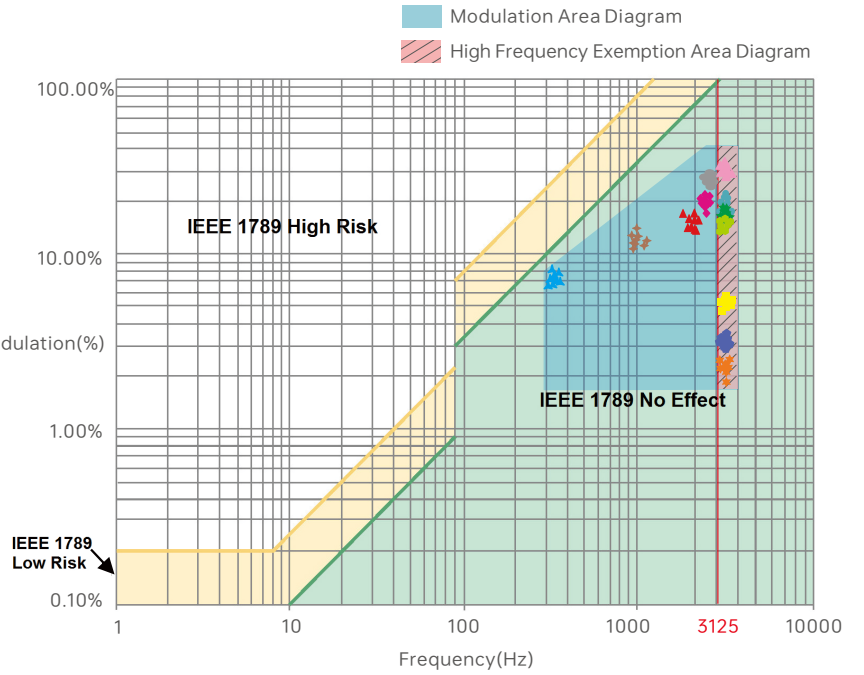 Modulation Area Diagram
High Frequency Exemption Area Diagram
100.00%
IEEE 1789 High Risk
10.00%
dulation(%)
IEEE 1789 No Effect
1.00%
IEEE 1789
Low Risk
0.10%
1 10 100 1000 3125 10000
Frequency(Hz)